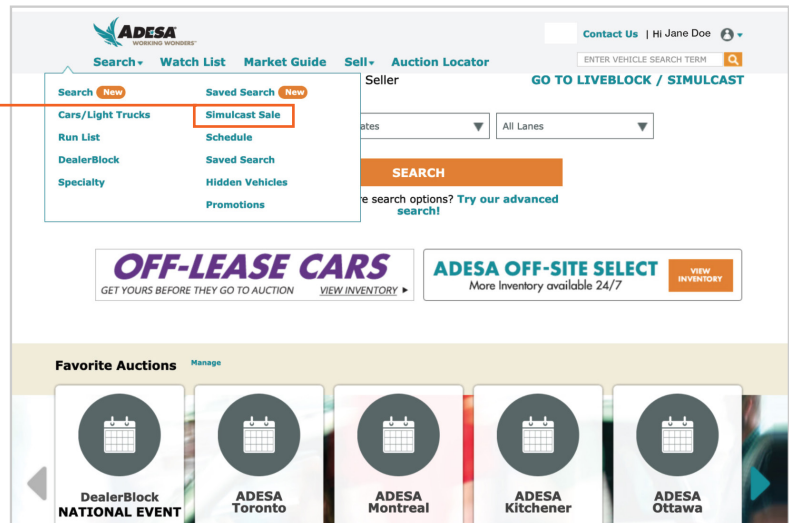 ADESA
WORKING WONDERS
Contact Us | Hi Jane Doe
Search Watch List Market Guide Sell Auction Locator
ENTER VEHICLE SEARCH TERM
Seller
GO TO LIVEBLOCK / SIMULCAST
Search New
Saved Search New
Cars/Light Trucks
Simulcast Sale
Run List
Schedule
DealerBlock
Saved Search
Specialty
Hidden Vehicles
Promotions
All Lanes
SEARCH
search options? Try our advanced
search!
OFF-LEASE CARS
GET YOURS BEFORE THEY GO TO AUCTION VIEW INVENTORY
ADESA OFF-SITE SELECT
More Inventory available 24/7
VIEW
INVENTORY
Favorite Auctions Manage
DealerBlock
NATIONAL EVENT
ADESA
Toronto
ADESA
Montreal
ADESA
Kitchener
ADESA
Ottawa